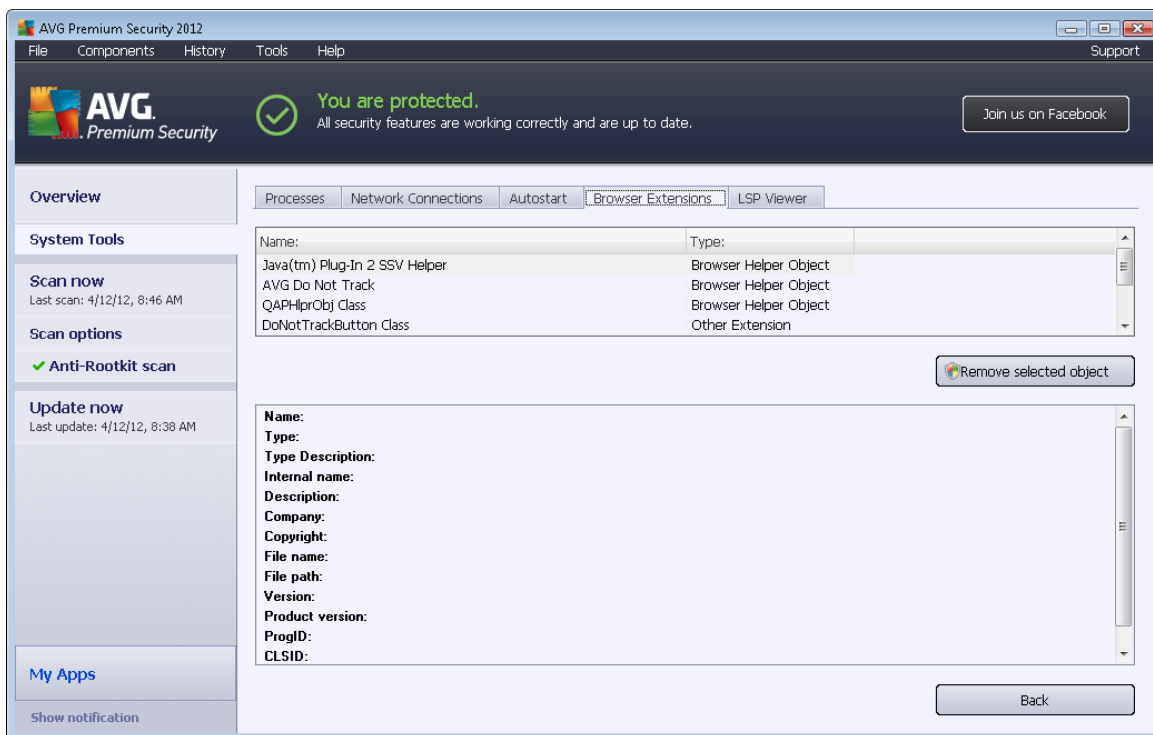 AVG Premium Security 2012
File Components History Tools Help Support
AVG.
Premium Security
You are protected.
All security features are working correctly and are up to date.
Join us on Facebook
Overview
System Tools
Scan now
Last scan: 4/12/12, 8:46 AM
Scan options
Anti-Rootkit scan
Update now
Last update: 4/12/12, 8:38 AM
My Apps
Show notification
Processes Network Connections Autostart Browser Extensions LSP Viewer
Name: Type:
Java(tm) Plug-In 2 SSV Helper Browser Helper Object
AVG Do Not Track Browser Helper Object
QAPHlprObj Class Browser Helper Object
DoNotTrackButton Class Other Extension
Remove selected object
Name:
Type:
Type Description:
Internal name:
Description:
Company:
Copyright:
File name:
File path:
Version:
Product version:
ProgID:
CLSID:
Back